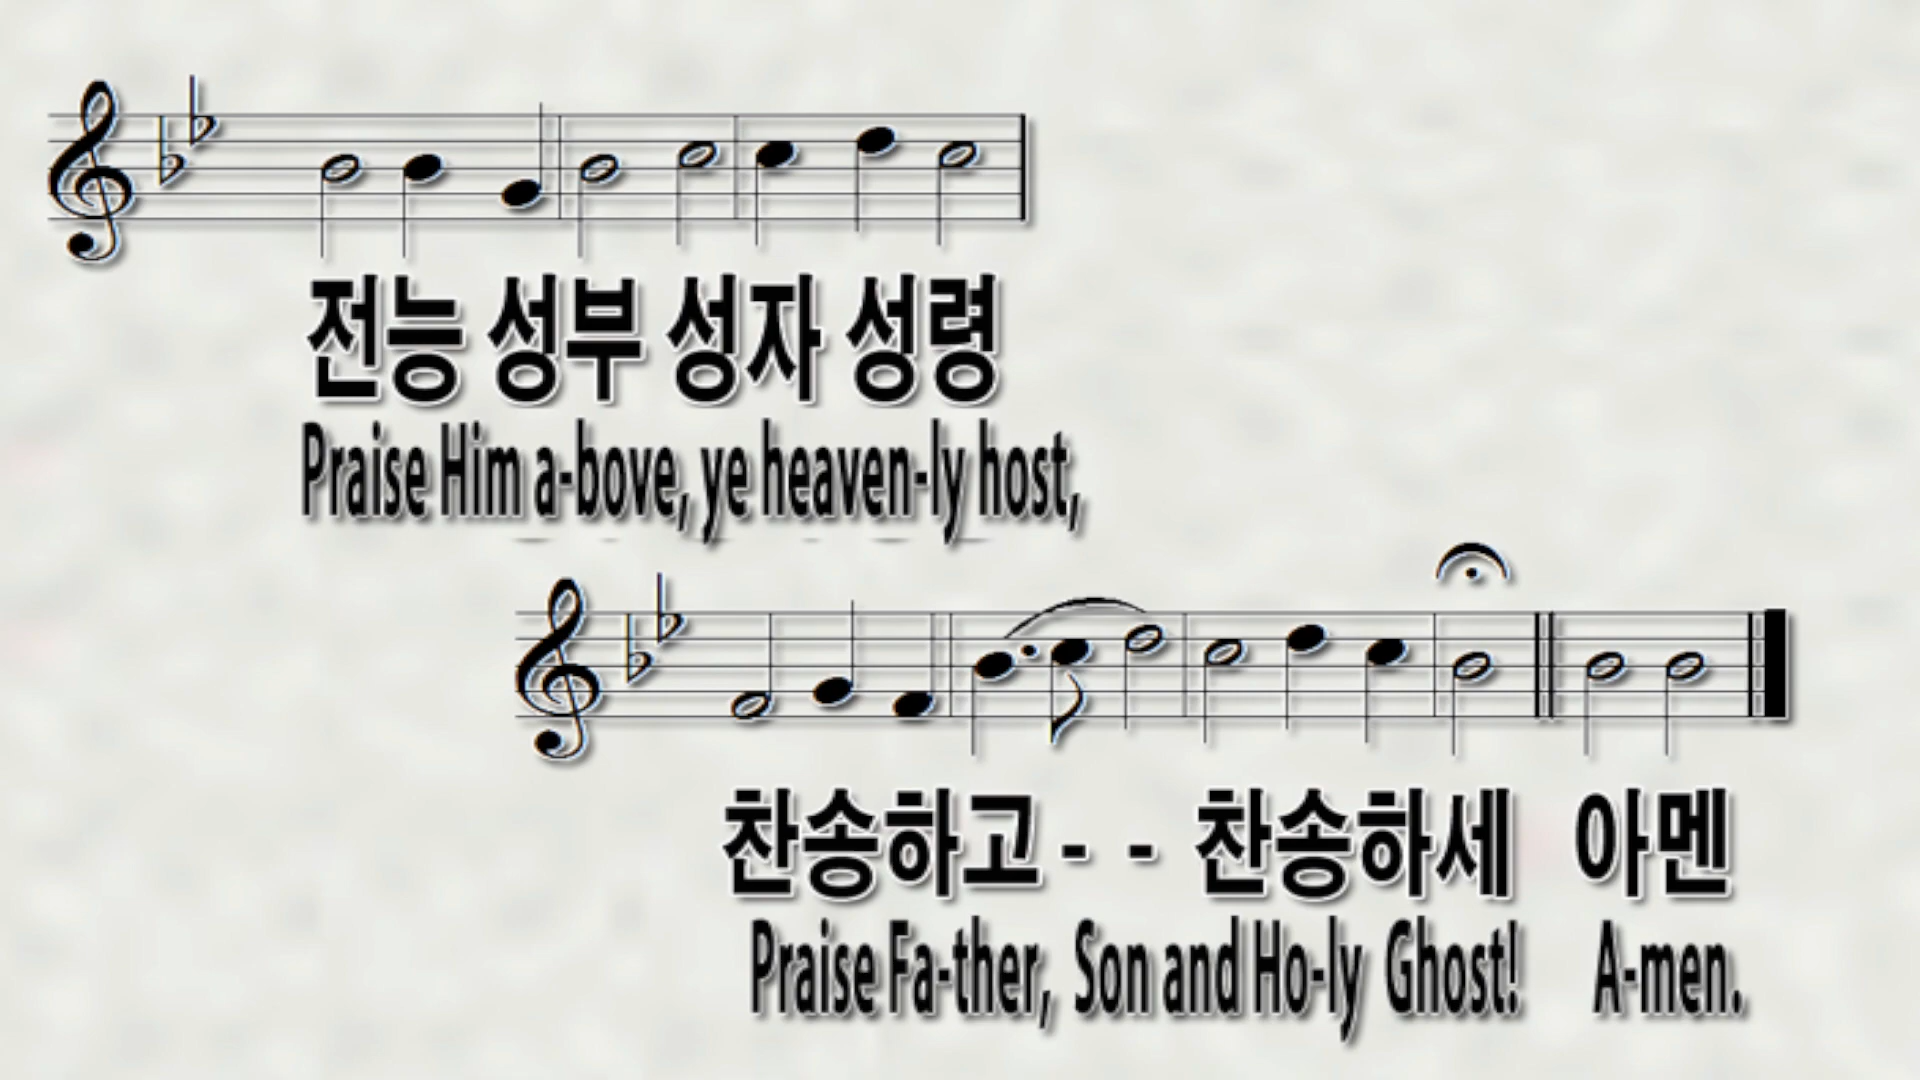 전능 성부 성자 성령
Praise Him a-bove, ye heaven-ly host,
찬송하고 - - 찬송하세 아멘
Praise Fa-ther, Son and Ho-ly Ghost! A-men.